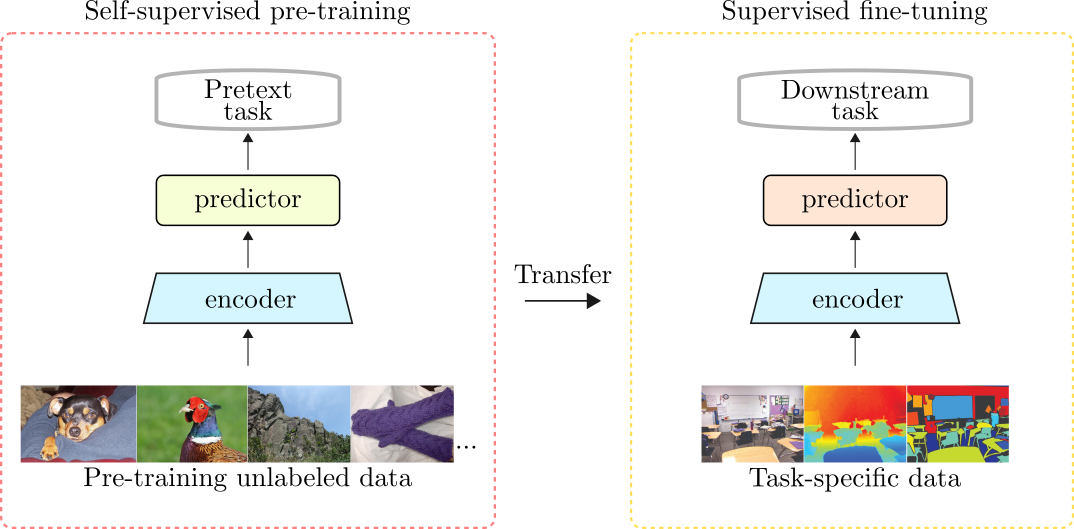 Self-supervised pre-training
Pretext
task
predictor
encoder
...
Pre-training unlabeled data
Transfer
Supervised fine-tuning
Downstream
task
predictor
encoder
Task-specific data